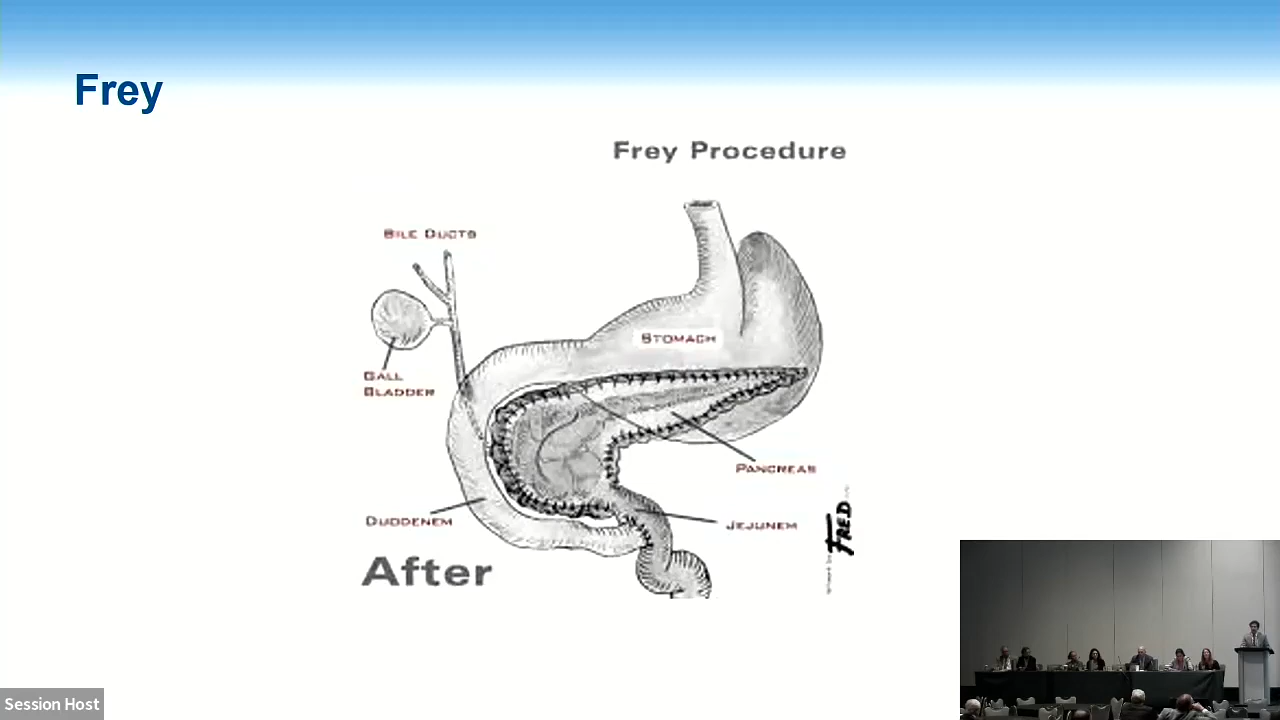 Frey
Frey Procedure
Bile Ducts
Stomach
Gall
Bladder
Pancreas
Duodenem
Jejunem
FRED
After
Session Host